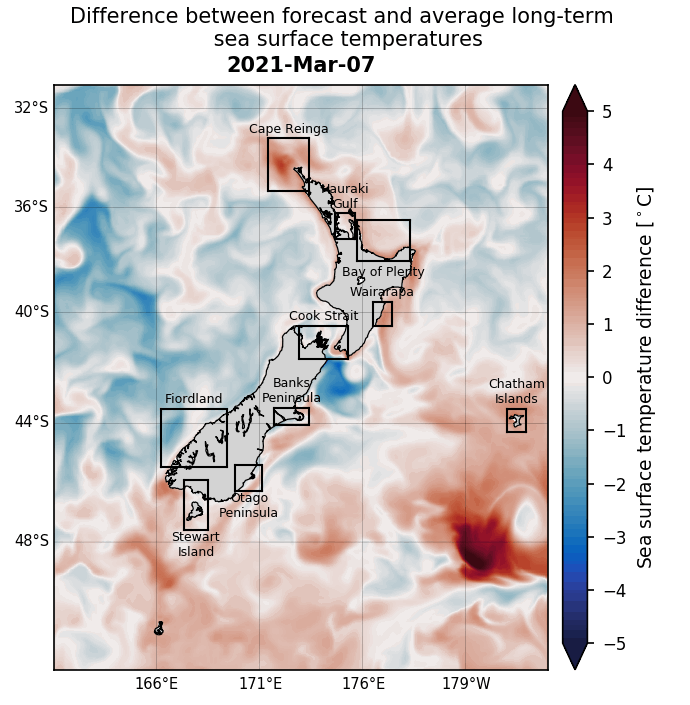 Difference between forecast and average long-term
sea surface temperatures
2021-Mar-07
32°S
36°S
40°S
44°S
48°S
Cape Reinga
Hauraki
Gulf
Bay of Plenty
Wairarapa
Cook Strait
Banks
Peninsula
Fiordland
Chatham
Islands
Otago
Peninsula
Stewart
Island
166°E
171°E
176°E
179°W
5
4
3
2
1
0
−1
−2
−3
−4
−5
Sea surface temperature difference [°C]